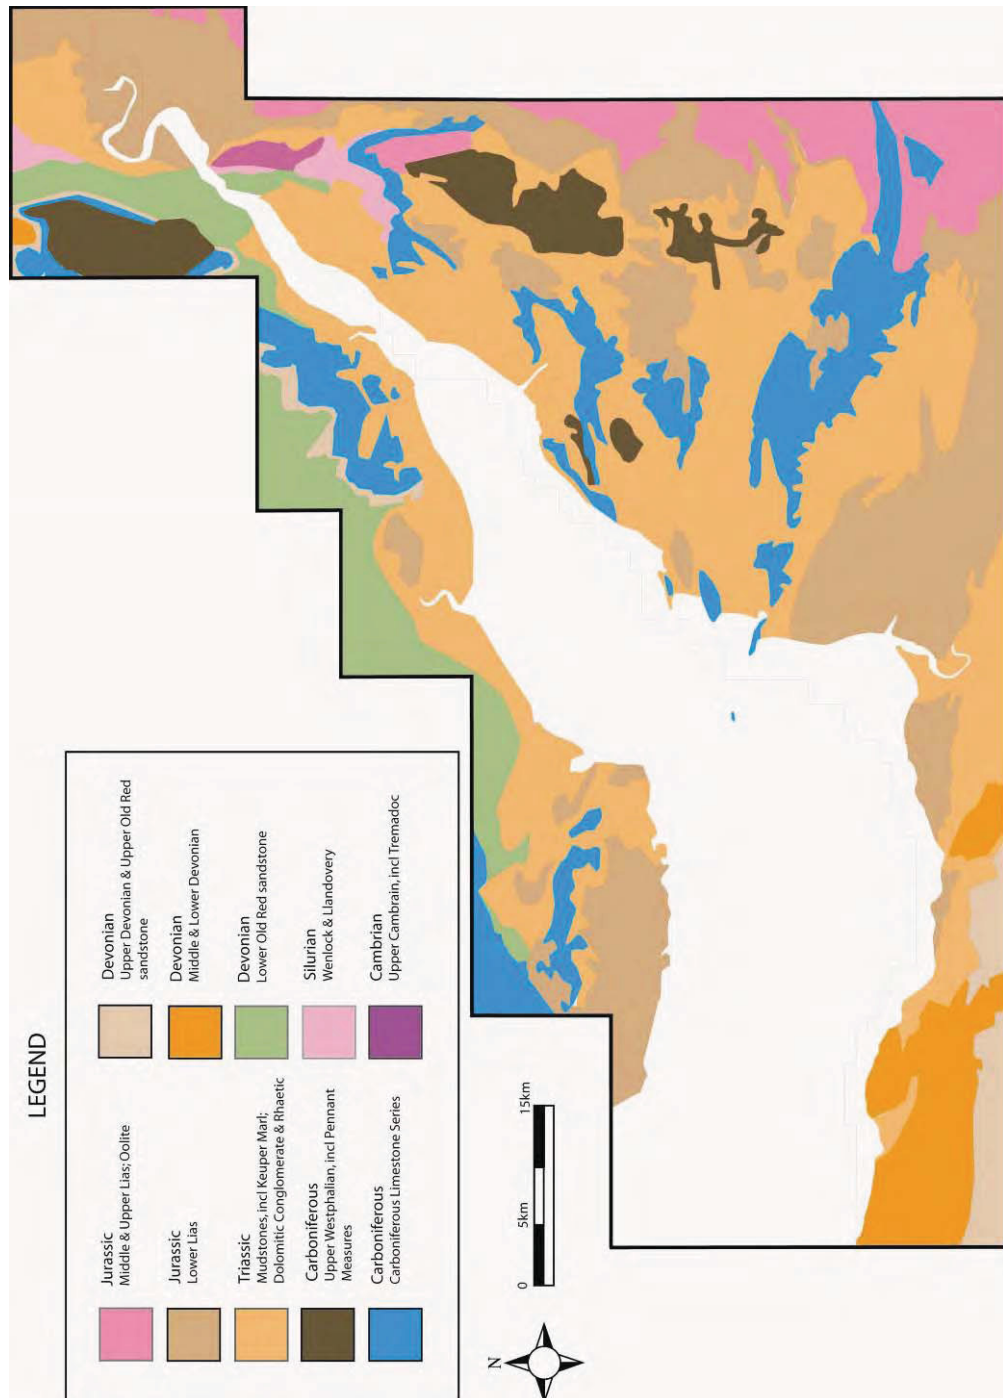 LEGEND
Jurassic
Middle & Upper Lias; Oolite
Jurassic
Lower Lias
Triassic
Mudstones, incl Keuper Marl;
Dolomitic Conglomerate & Rhaetic
Carboniferous
Upper Westphalian, incl Pennant
Measures
Carboniferous
Carboniferous Limestone Series
Devonian
Upper Devonian & Upper Old Red
sandstone
Devonian
Middle & Lower Devonian
Devonian
Lower Old Red sandstone
Silurian
Wenlock & Llandovery
Cambrian
Upper Cambrain, incl Tremadoc
N
0 5km 15km